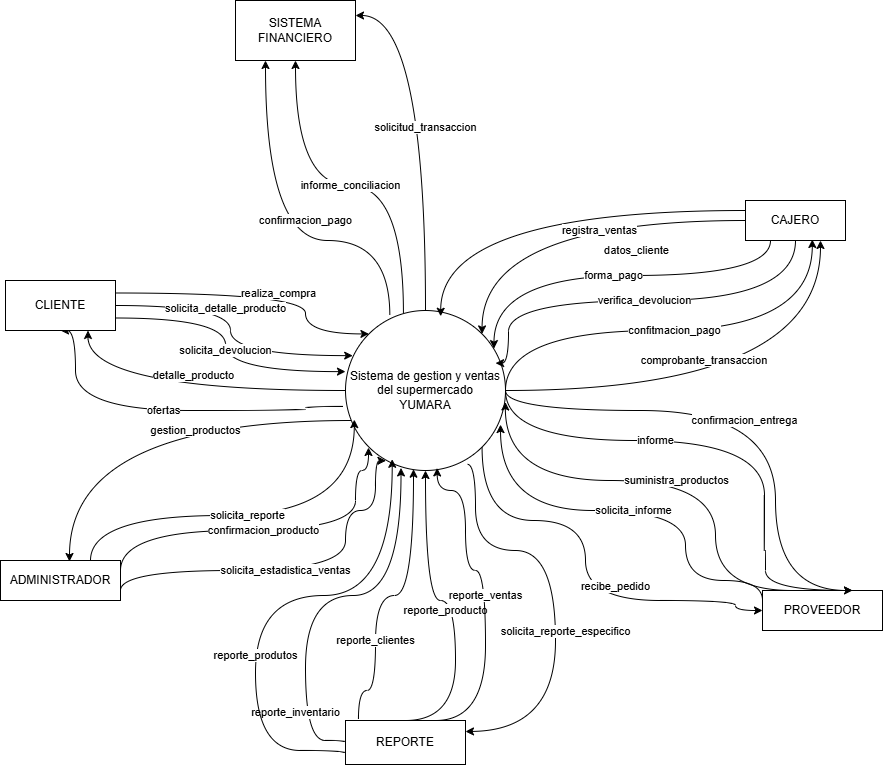 SISTEMA
FINANCIERO
solicitud_transaccion
informe_conciliacion
confirmacion_pago
CAJERO
registra_ventas
datos_cliente
forma_pago
verifica_devolucion
confitmacion_pago
comprobante_transaccion
CLIENTE
realiza_compra
solicita_detalle_producto
solicita_devolucion
detalle_producto
ofertas
Sistema de gestion y ventas
del supermercado
YUMARA
gestion_productos
solicita_reporte
confirmacion_producto
solicita_estadistica_ventas
ADMINISTRADOR
confirmacion_entrega
informe
suministra_productos
solicita_informe
recibe_pedido
PROVEEDOR
reporte_ventas
reporte_producto
solicita_reporte_especifico
reporte_clientes
reporte_produtos
reporte_inventario
REPORTE